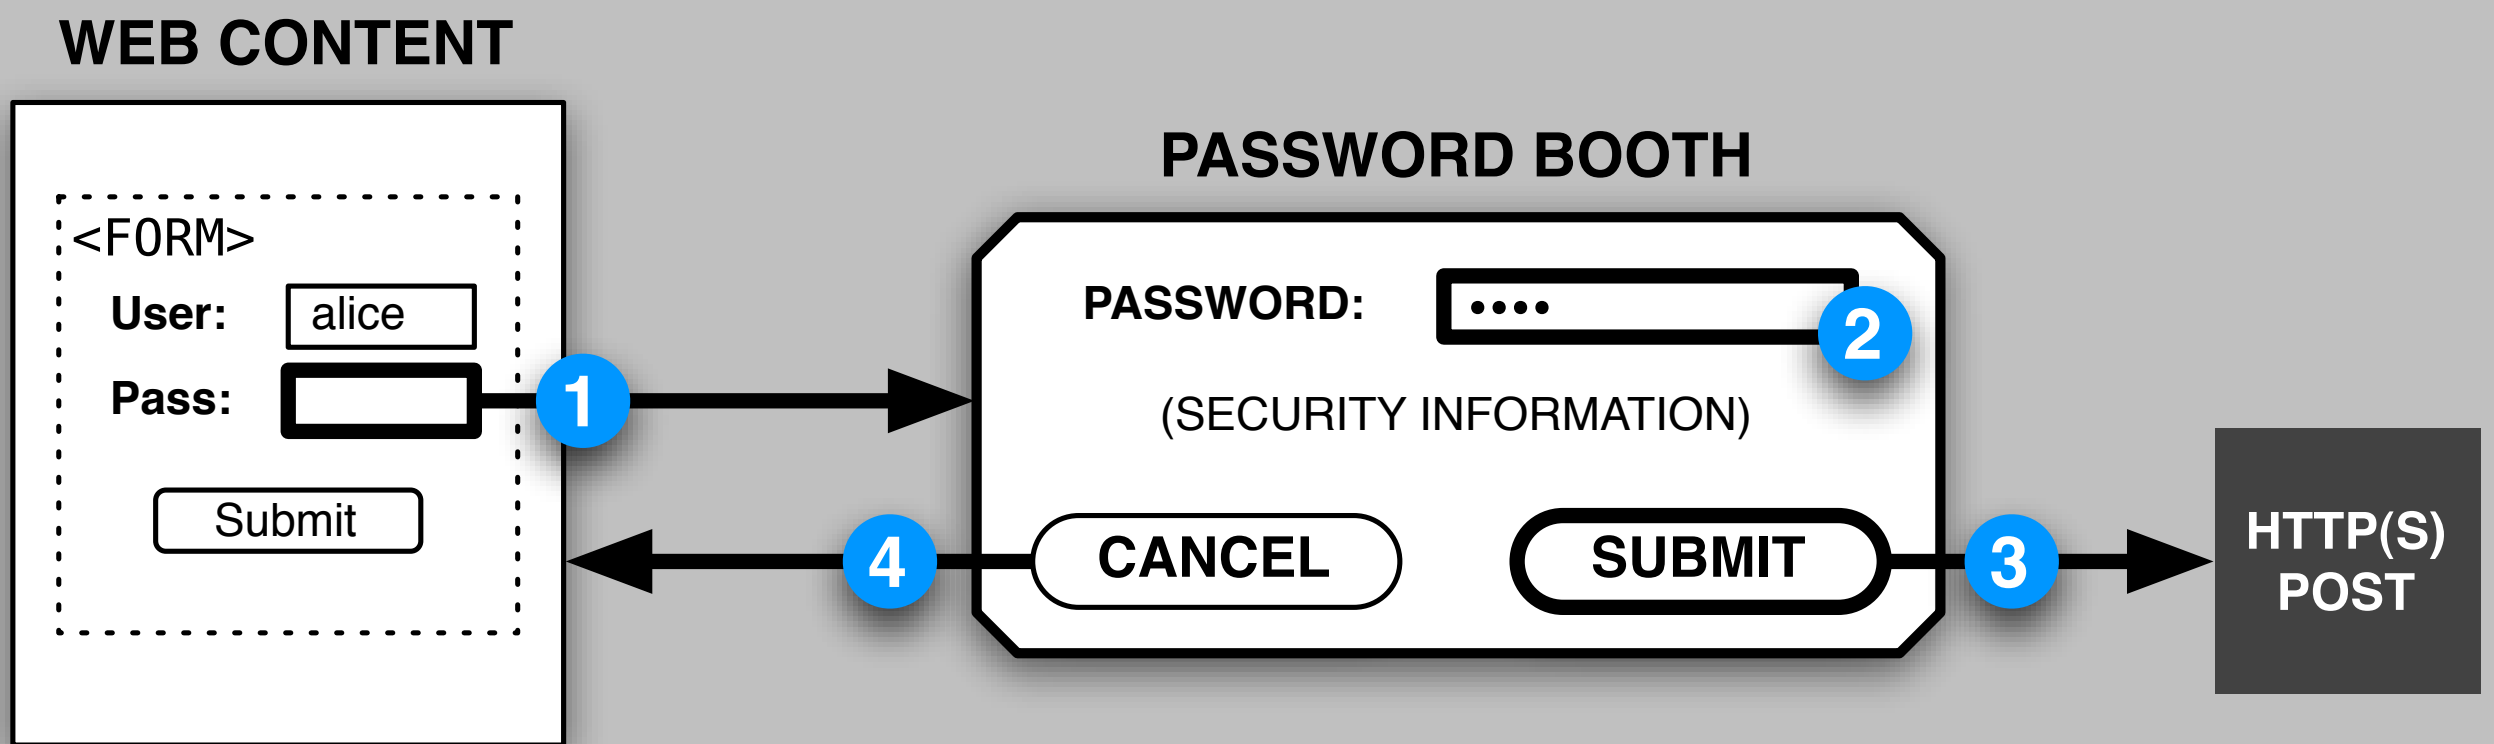 WEB CONTENT
<FORM>
User: alice
Pass:
Submit
1
PASSWORD BOOTH
PASSWORD: ••••
2
(SECURITY INFORMATION)
CANCEL
SUBMIT
4
3
HTTP(S)
POST